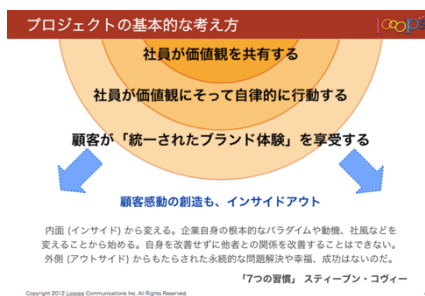 プロジェクトの基本的な考え方
looops
社員が価値観を共有する
社員が価値観にそって自律的に行動する
顧客が「統一されたブランド体験」を享受する
顧客感動の創造も、インサイドアウト
内面 (インサイド) から変える。企業自身の根本的なパラダイムや動機、社風などを
変えることから始める。自身を改善せずに他者との関係を改善することはできない。
外側 (アウトサイド) からもたらされた永続的な問題解決や幸福、成功はないのだ。
「7つの習慣」 スティーブン・コヴィー
Copyright 2012 Looops Communications Inc. All Rights Reserved.